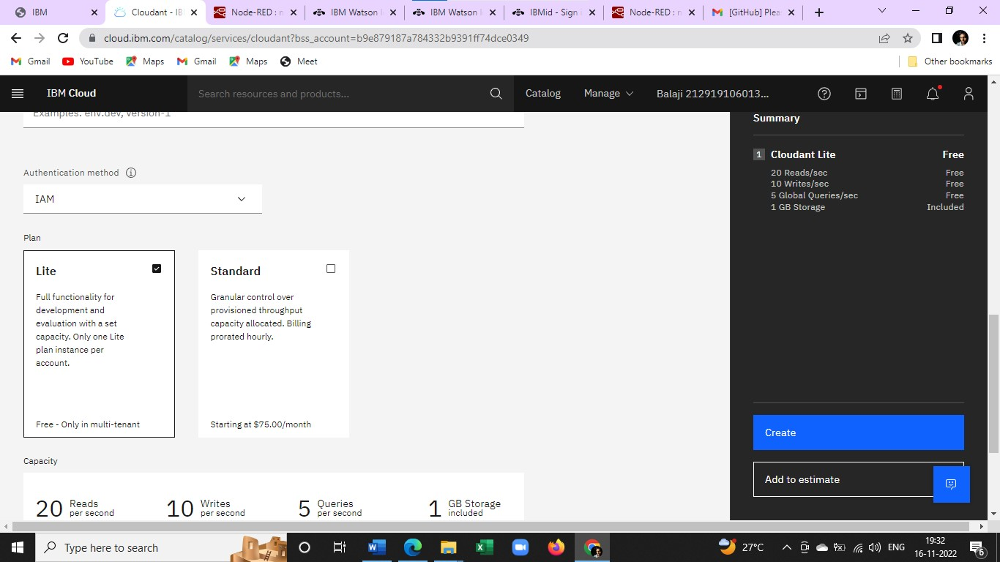 IBM
Cloudant - IB
Node-RED : n
IBM Watson
IBM Watson
IBMid - Sign
Node-RED : n
[GitHub] Plea
cloud.ibm.com/catalog/services/cloudant?bss_account=b9e879187a784332b9391ff74dce0349
Gmail
YouTube
Maps
Gmail
Maps
Meet
Other bookmarks
IBM Cloud
Search resources and products...
Catalog
Manage
Balaji 212919106013...
Examples: env:dev, version-1
Authentication method
IAM
Plan
Lite
Full functionality for
development and
evaluation with a set
capacity. Only one Lite
plan instance per
account.
Free - Only in multi-tenant
Standard
Granular control over
provisioned throughput
capacity allocated. Billing
prorated hourly.
Starting at $75.00/month
Capacity
20 Reads per second
10 Writes per second
5 Queries per second
1 GB Storage included
Summary
1 Cloudant Lite Free
20 Reads/sec Free
10 Writes/sec Free
5 Global Queries/sec Free
1 GB Storage Included
Create
Add to estimate
Type here to search
27°C
ENG
19:32
16-11-2022
6